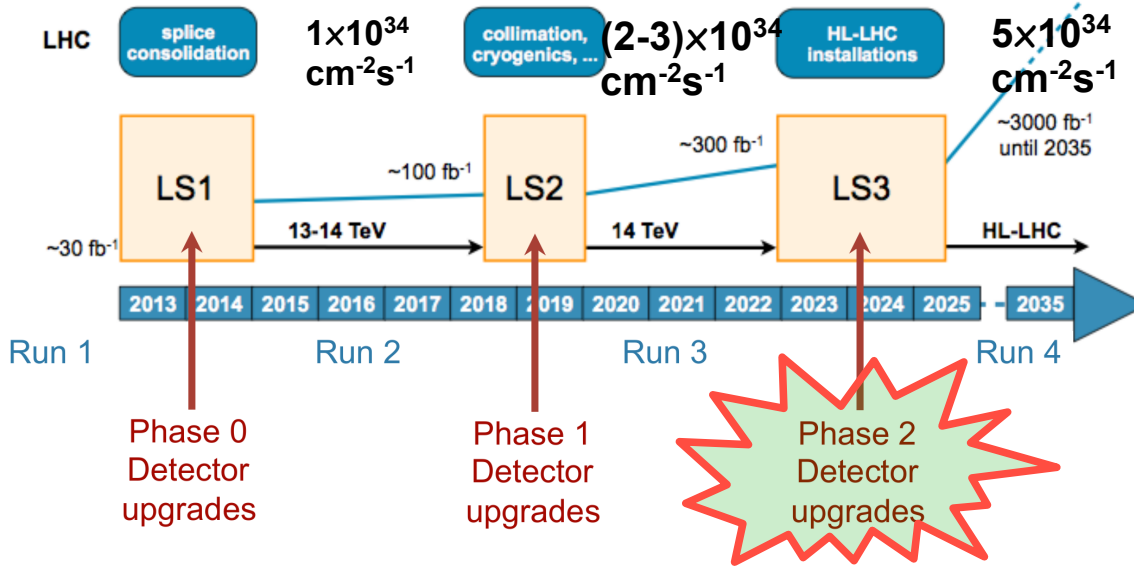 LHC
splice
consolidation
1×10³⁴
cm⁻²s⁻¹
collimation,
cryogenics, ...
(2-3)×10³⁴
cm⁻²s⁻¹
HL-LHC
installations
5×10³⁴
cm⁻²s⁻¹
~3000 fb⁻¹
until 2035
~300 fb⁻¹
~100 fb⁻¹
LS1
LS2
LS3
~30 fb⁻¹
13-14 TeV
14 TeV
HL-LHC
2013 2014 2015 2016 2017 2018 2019 2020 2021 2022 2023 2024 2025 2035
Run 1
Run 2
Run 3
Run 4
Phase 0
Detector
upgrades
Phase 1
Detector
upgrades
Phase 2
Detector
upgrades